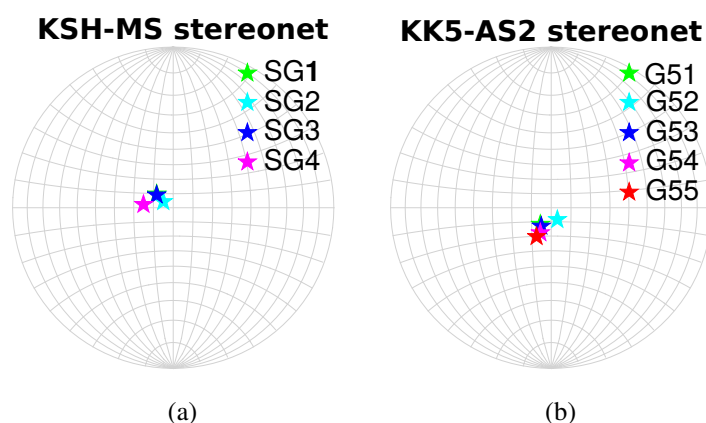 KSH-MS stereonet
SG1
SG2
SG3
SG4
(a)
KK5-AS2 stereonet
G51
G52
G53
G54
G55
(b)